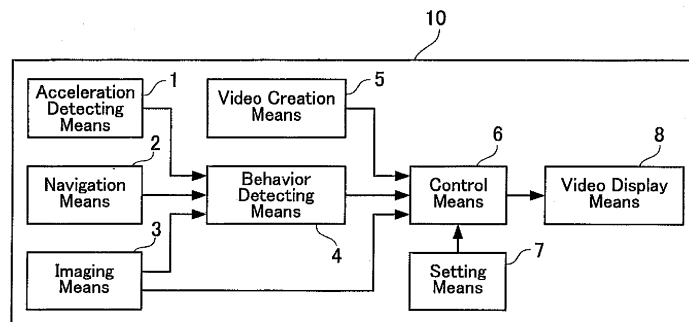 10
1
Acceleration
Detecting
Means
5
Video Creation
Means
2
Navigation
Means
Behavior
Detecting
Means
4
6
Control
Means
8
Video Display
Means
3
Imaging
Means
7
Setting
Means